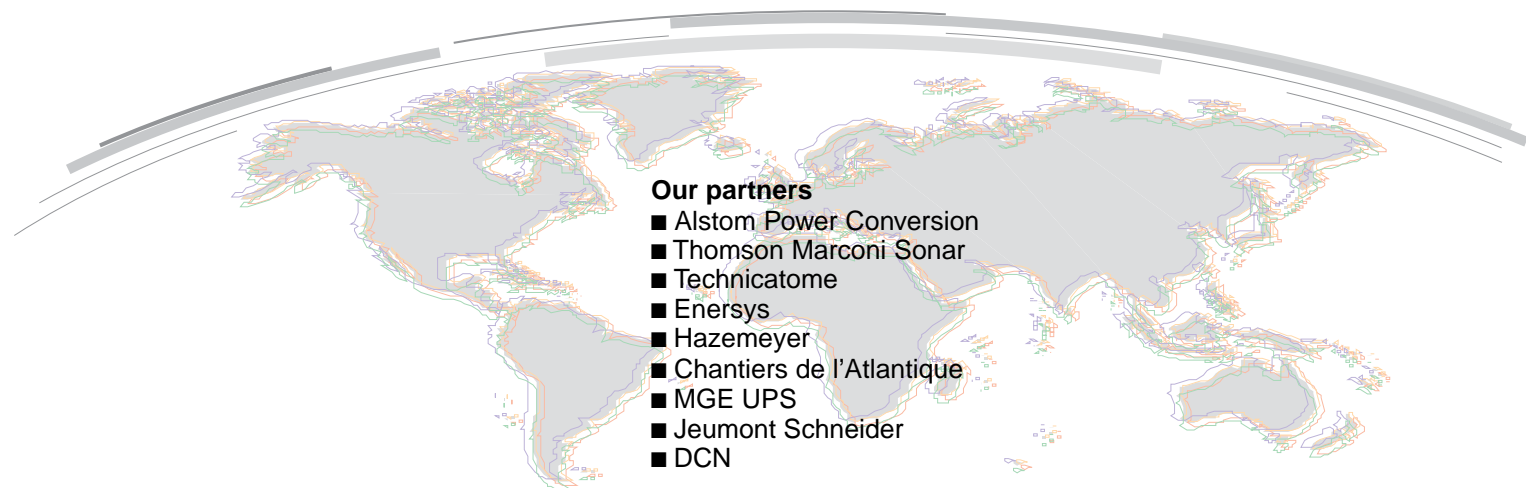 Our partners
■ Alstom Power Conversion
■ Thomson Marconi Sonar
■ Technicatome
■ Enersys
■ Hazemeyer
■ Chantiers de l'Atlantique
■ MGE UPS
■ Jeumont Schneider
■ DCN